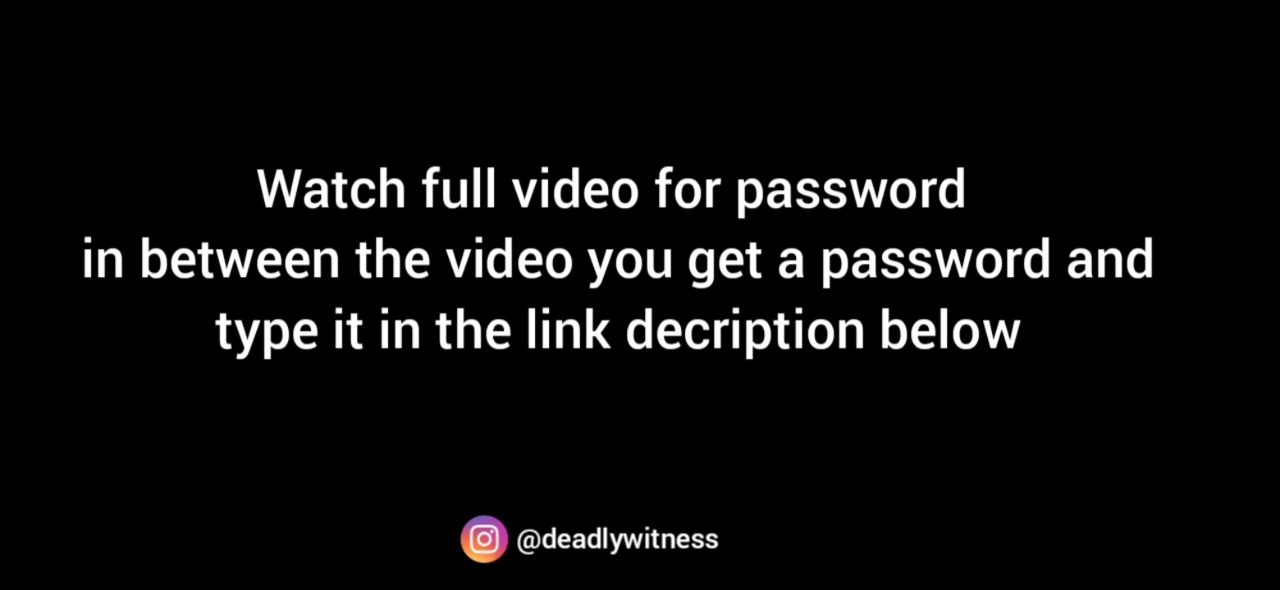 Watch full video for password
in between the video you get a password and
type it in the link decription below
@deadlywitness